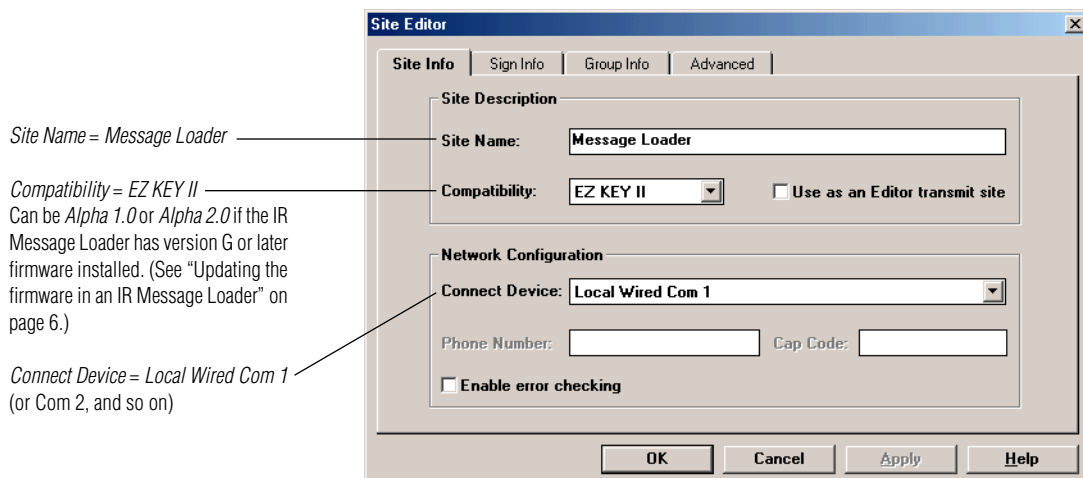 Site Editor
Site Info Sign Info Group Info Advanced
Site Description
Site Name = Message Loader
Site Name: Message Loader
Compatibility = EZ KEY II
Can be Alpha 1.0 or Alpha 2.0 if the IR
Message Loader has version G or later
firmware installed. (See “Updating the
firmware in an IR Message Loader” on
page 6.)
Compatibility: EZ KEY II Use as an Editor transmit site
Network Configuration
Connect Device: Local Wired Com 1
Phone Number: Cap Code:
Connect Device = Local Wired Com 1
(or Com 2, and so on)
Enable error checking
OK Cancel Apply Help